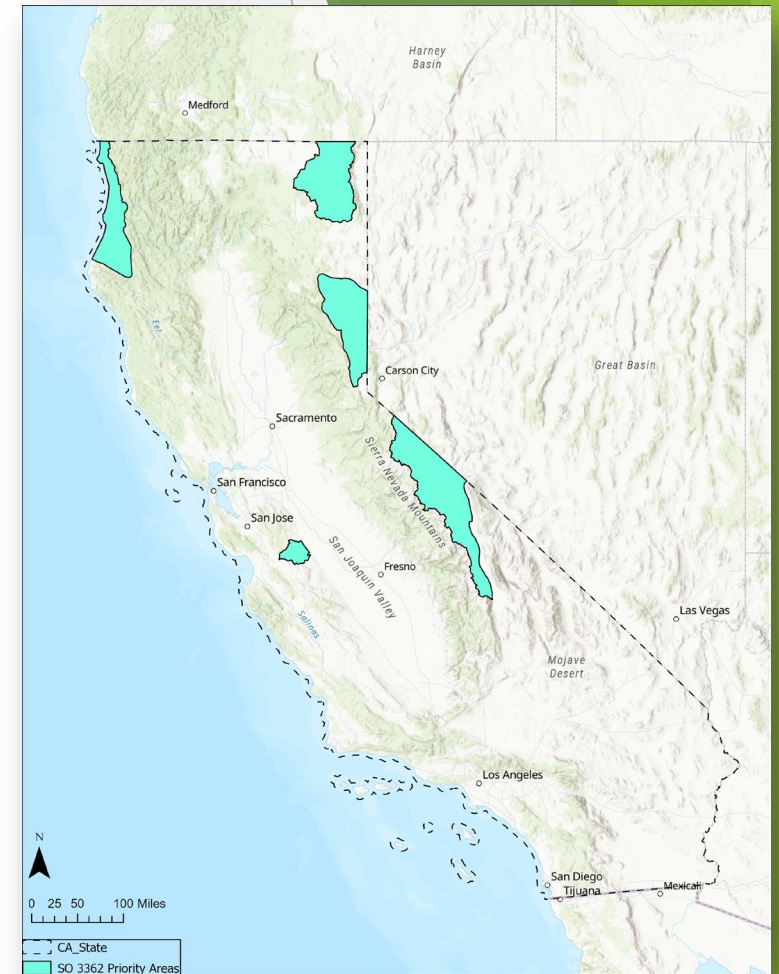 Harney
Basin
Medford
Eel
Carson City
Great Basin
Sacramento
Sierra Nevada Mountains
San Francisco
San Jose
San Joaquin Valley
Fresno
Salinas
Las Vegas
Mojave
Desert
Los Angeles
San Diego
Tijuana
Mexicali
N
0 25 50 100 Miles
CA_State
SO 3362 Priority Areas